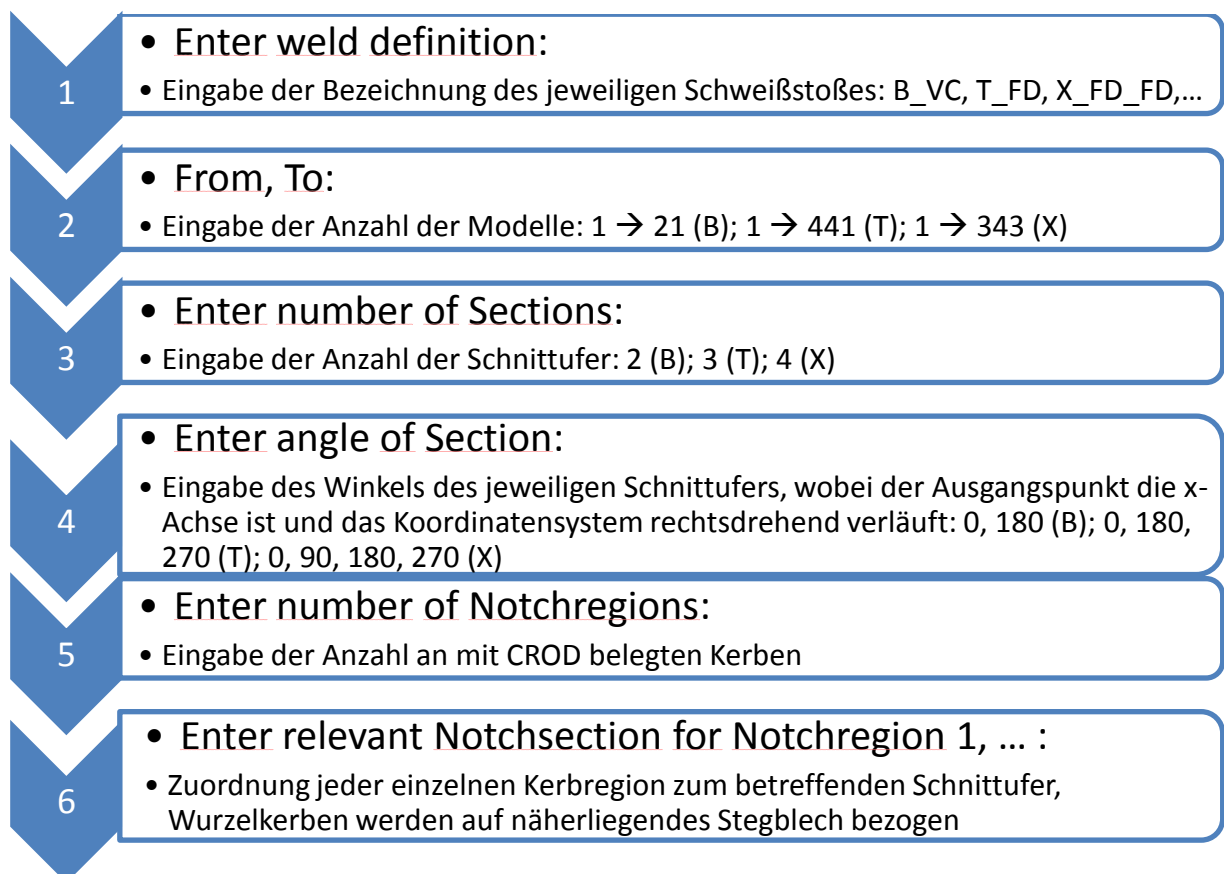 1
• Enter weld definition:
• Eingabe der Bezeichnung des jeweiligen Schweißstoßes: B_VC, T_FD, X_FD_FD,...
2
• From, To:
• Eingabe der Anzahl der Modelle: 1 → 21 (B); 1 → 441 (T); 1 → 343 (X)
3
• Enter number of Sections:
• Eingabe der Anzahl der Schnittufer: 2 (B); 3 (T); 4 (X)
4
• Enter angle of Section:
• Eingabe des Winkels des jeweiligen Schnittufers, wobei der Ausgangspunkt die x-
Achse ist und das Koordinatensystem rechtsdrehend verläuft: 0, 180 (B); 0, 180,
270 (T); 0, 90, 180, 270 (X)
5
• Enter number of Notchregions:
• Eingabe der Anzahl an mit CROD belegten Kerben
6
• Enter relevant Notchsection for Notchregion 1, ... :
• Zuordnung jeder einzelnen Kerbregion zum betreffenden Schnittufer,
Wurzelkerben werden auf näherliegendes Stegblech bezogen